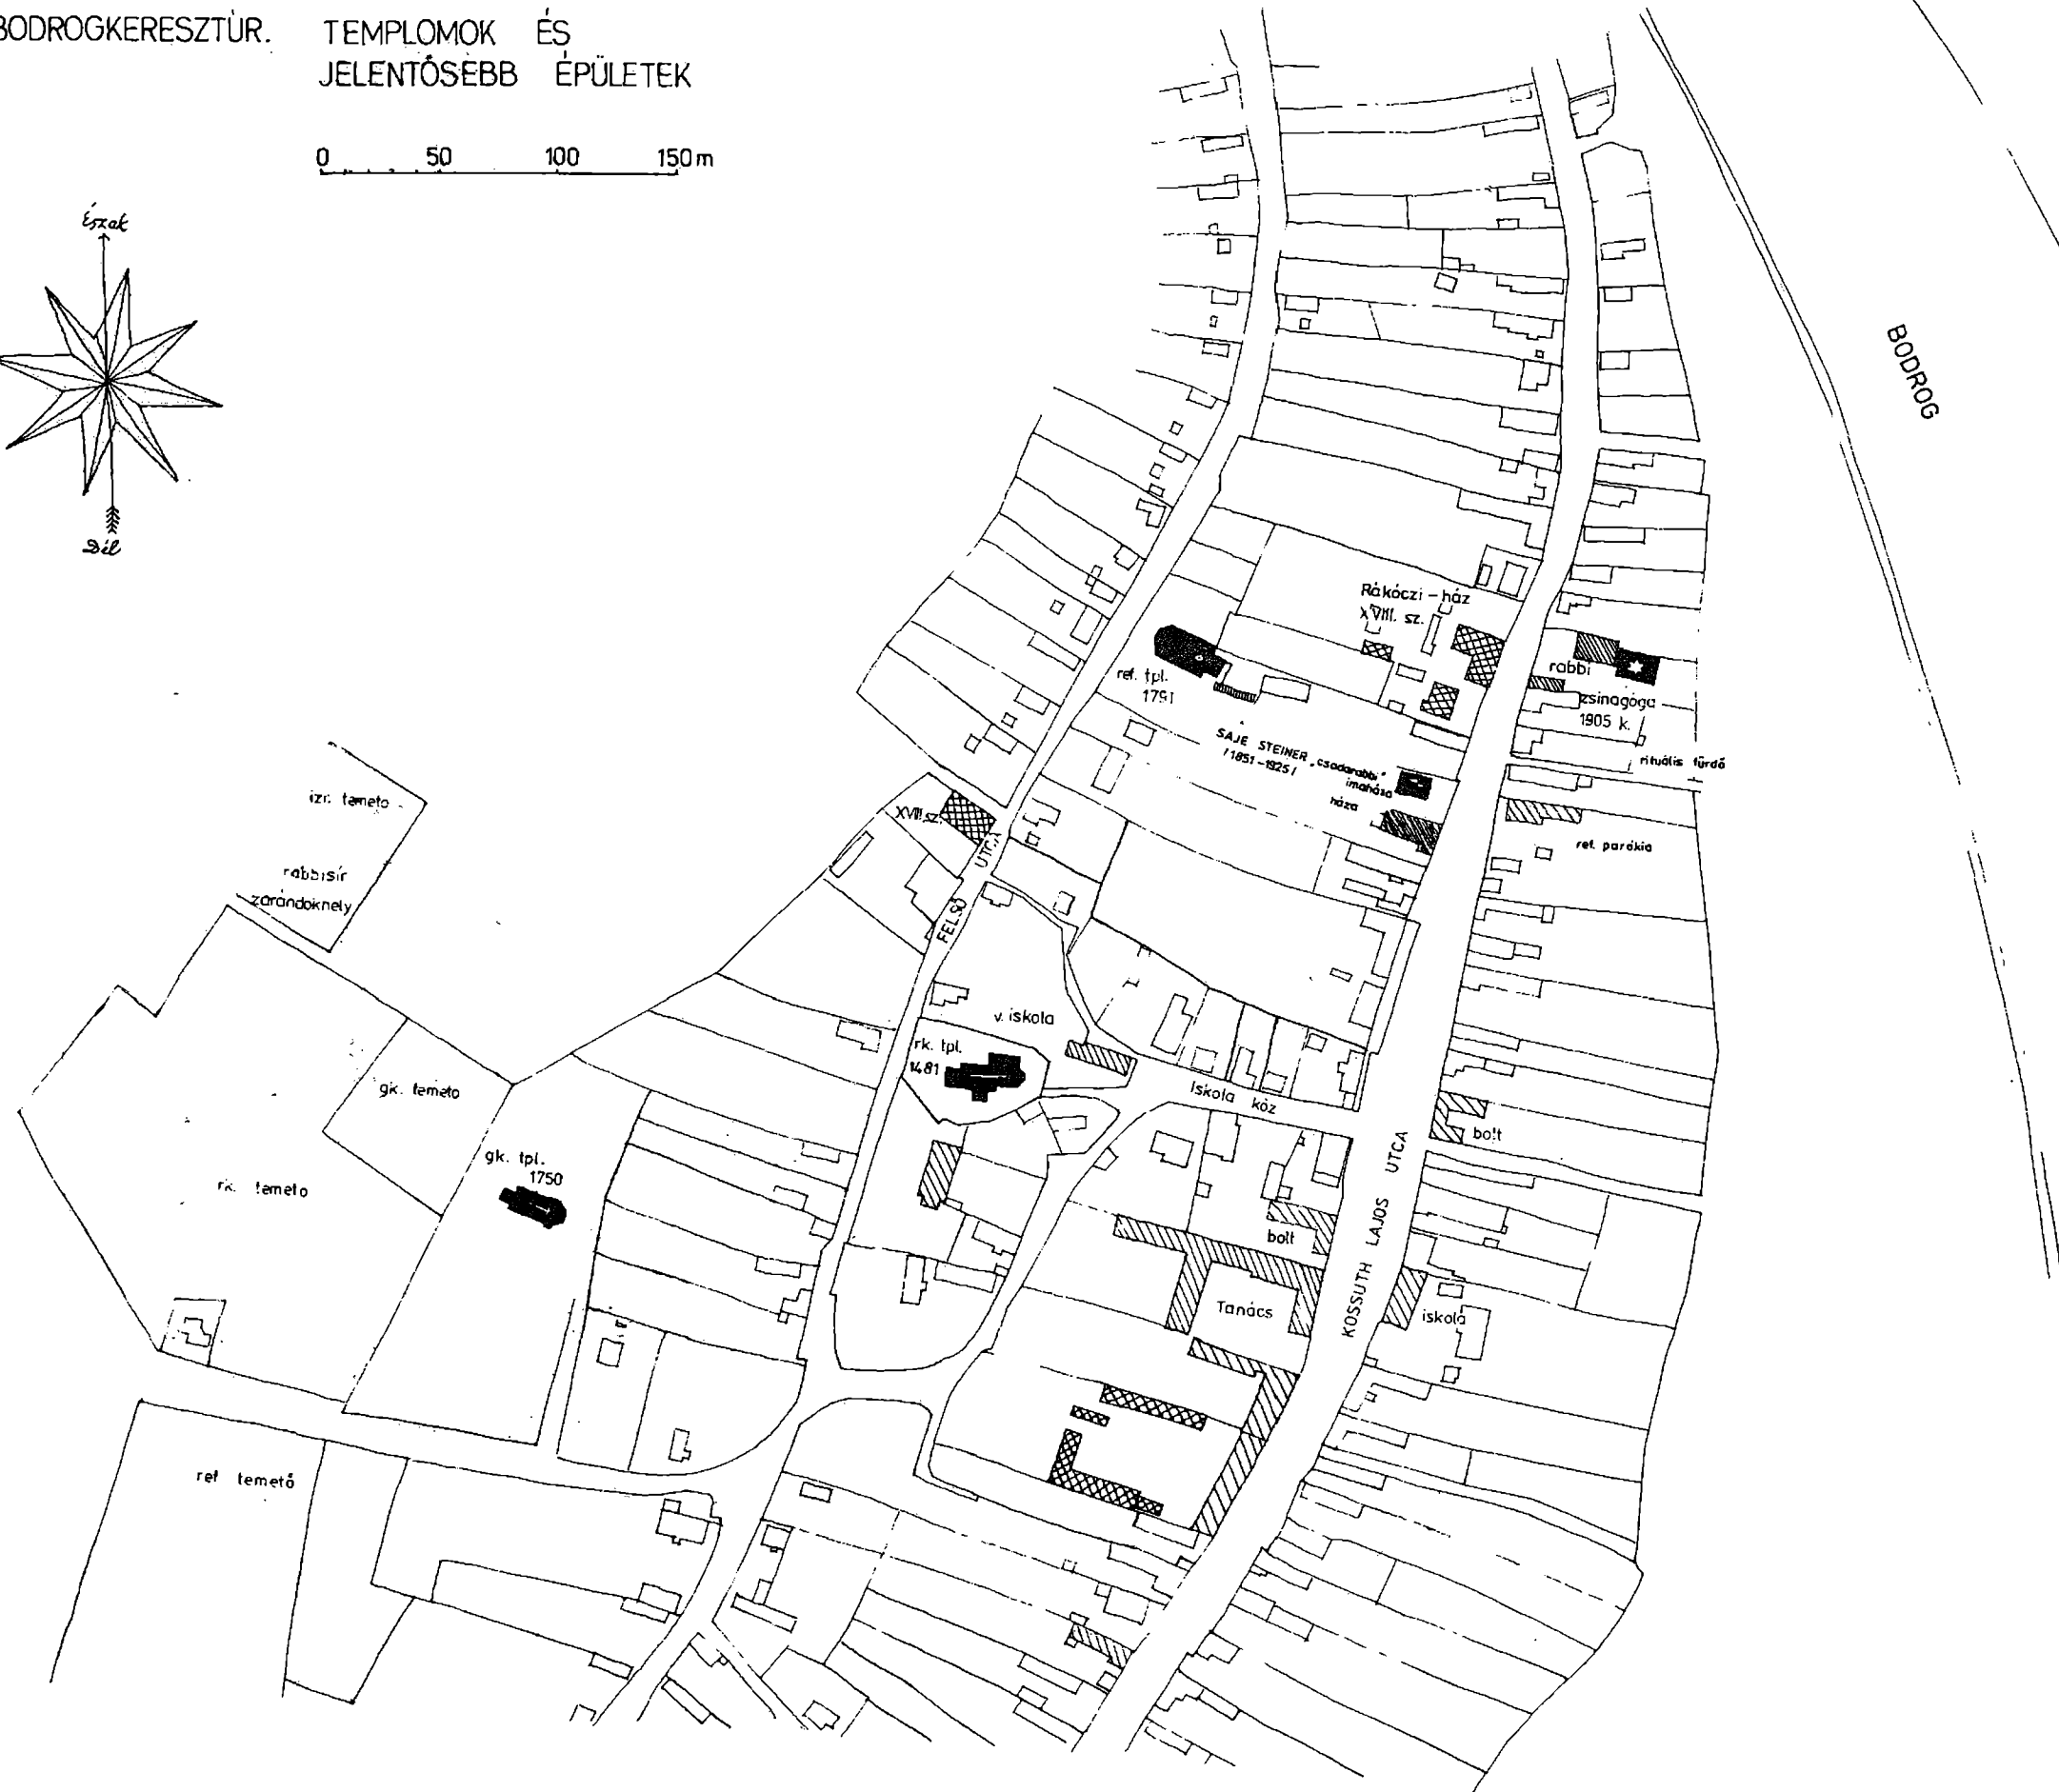 BODROGKERESZTÚR. TEMPLOMOK ÉS
JELENTŐSEBB ÉPÜLETEK
0 50 100 150 m
Észak
Dél
BODROG
Rákóczi-ház
XVIII. sz.
ref. tpl.
1791
rabbi
zsinagóga
1905 k.
rituális fürdő
SAJE STEINER „csodarabbi"
/1851-1925/
imaháza
háza
ref. parókia
XVIII. sz.
FELSŐ UTCA
izr. temeto
rabbisír
zarándokhely
v. iskola
rk. tpl.
1481
Iskola köz
gk. temeto
gk. tpl.
1750
rk. temeto
bolt
KOSSUTH LAJOS UTCA
bolt
Tanács
iskola
ref temető